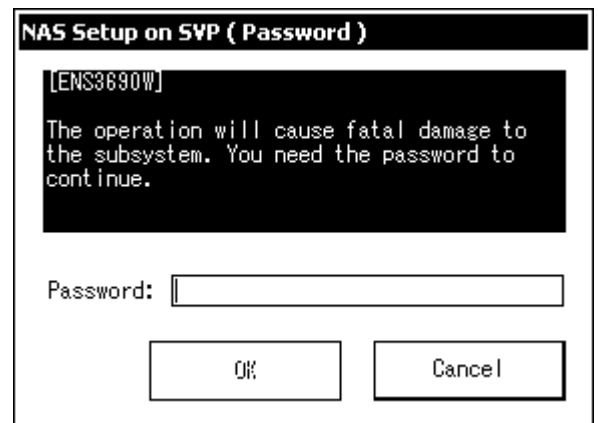 NAS Setup on SVP ( Password )
[ENS3690W]
The operation will cause fatal damage to
the subsystem. You need the password to
continue.
Password:
OK
Cancel